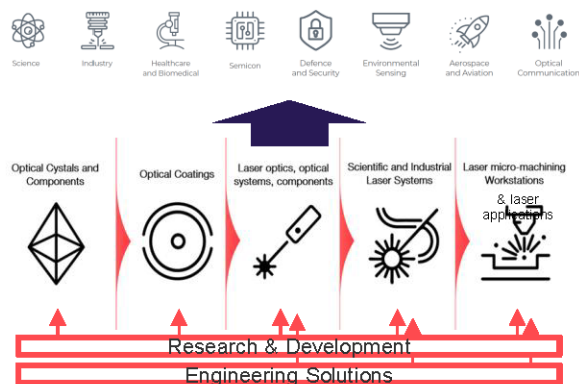 Science
Industry
Healthcare
and Biomedical
Semicon
Defence
and Security
Environmental
Sensing
Aerospace
and Aviation
Optical
Communication
Optical Cystals and
Components
Optical Coatings
Laser optics, optical
systems, components
Scientific and Industrial
Laser Systems
Laser micro-machining
Workstations
& laser
applications
Research & Development
Engineering Solutions